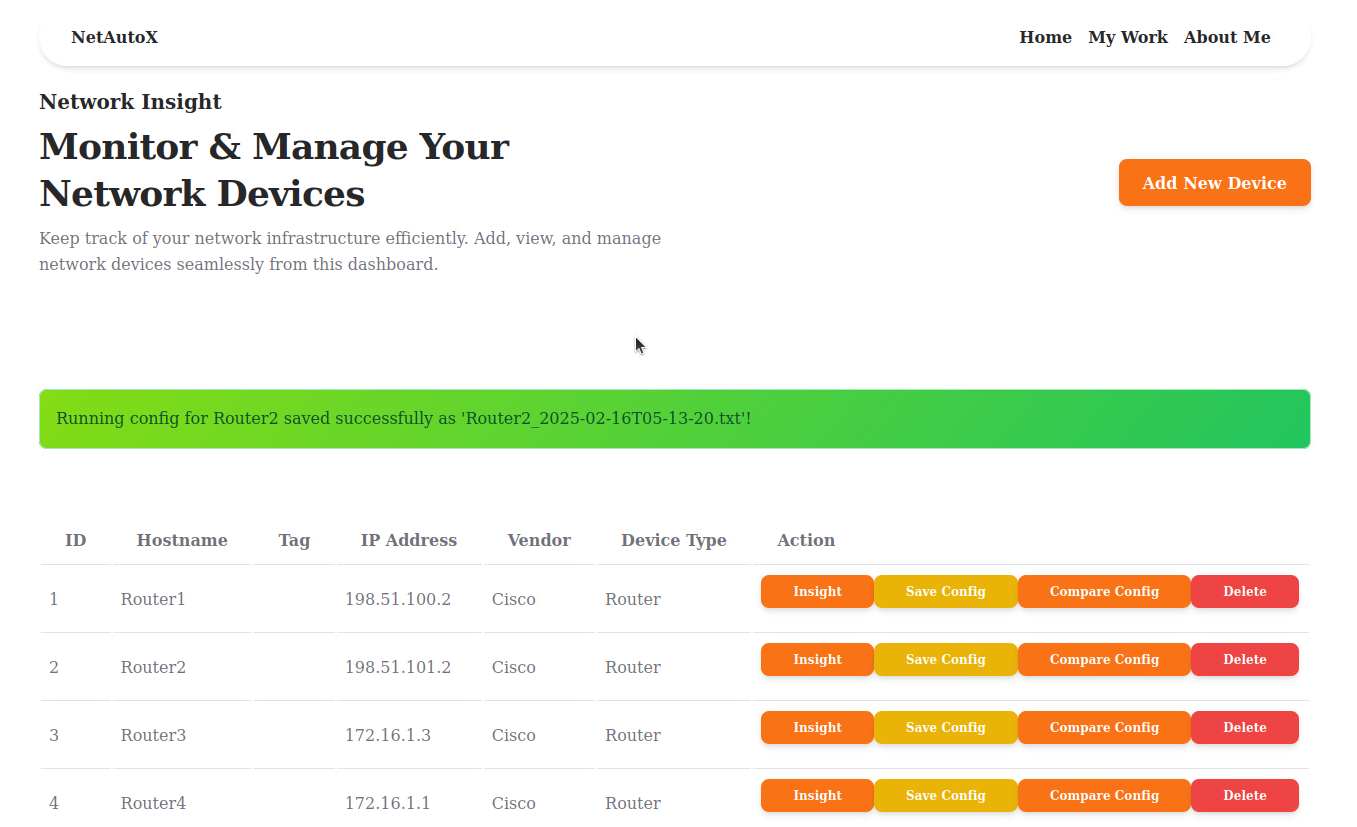 NetAutoX Home My Work About Me
Network Insight
Monitor & Manage Your
Network Devices
Add New Device
Keep track of your network infrastructure efficiently. Add, view, and manage
network devices seamlessly from this dashboard.
Running config for Router2 saved successfully as 'Router2_2025-02-16T05-13-20.txt'!
ID Hostname Tag IP Address Vendor Device Type Action
1 Router1 198.51.100.2 Cisco Router Insight Save Config Compare Config Delete
2 Router2 198.51.101.2 Cisco Router Insight Save Config Compare Config Delete
3 Router3 172.16.1.3 Cisco Router Insight Save Config Compare Config Delete
4 Router4 172.16.1.1 Cisco Router Insight Save Config Compare Config Delete